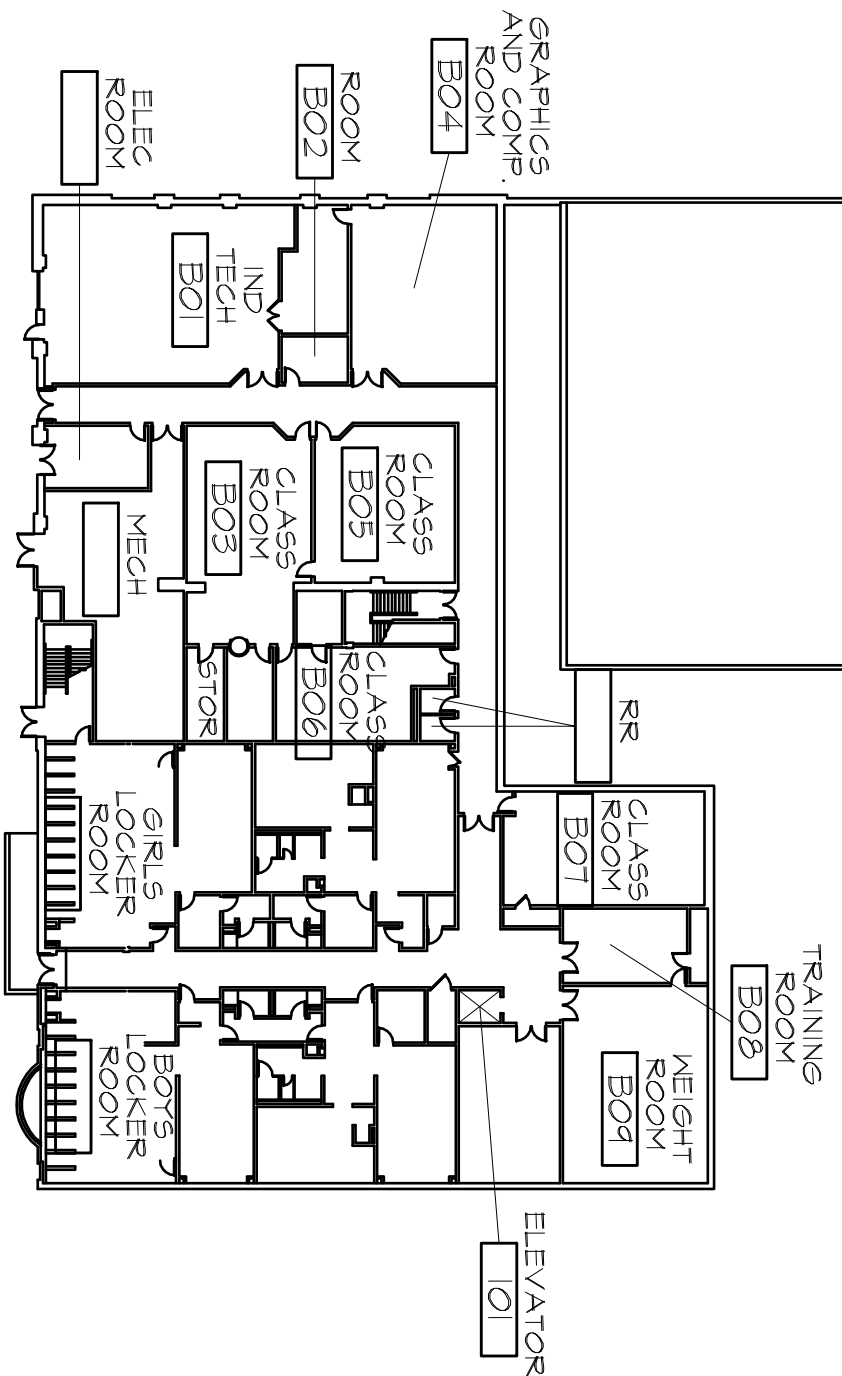 GRAPHICS
AND COMP.
ROOM
B04
ROOM
B02
ELEC
ROOM
IND
TECH
B01
CLASS
ROOM
B05
CLASS
ROOM
B03
MECH
CLASS
ROOM
B06
STOR
RR
CLASS
ROOM
B07
GIRLS
LOCKER
ROOM
TRAINING
ROOM
B08
WEIGHT
ROOM
B09
BOYS
LOCKER
ROOM
ELEVATOR
101